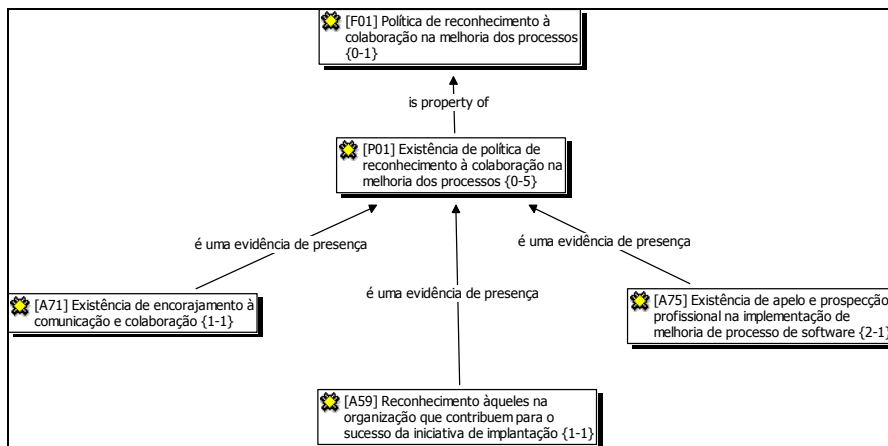 [F01] Política de reconhecimento à
colaboração na melhoria dos processos
{0-1}
is property of
[P01] Existência de política de
reconhecimento à colaboração na
melhoria dos processos {0-5}
é uma evidência de presença
é uma evidência de presença
é uma evidência de presença
[A71] Existência de encorajamento à
comunicação e colaboração {1-1}
[A75] Existência de apelo e prospecção
profissional na implementação de
melhoria de processo de software {2-1}
[A59] Reconhecimento àqueles na
organização que contribuem para o
sucesso da iniciativa de implantação {1-1}